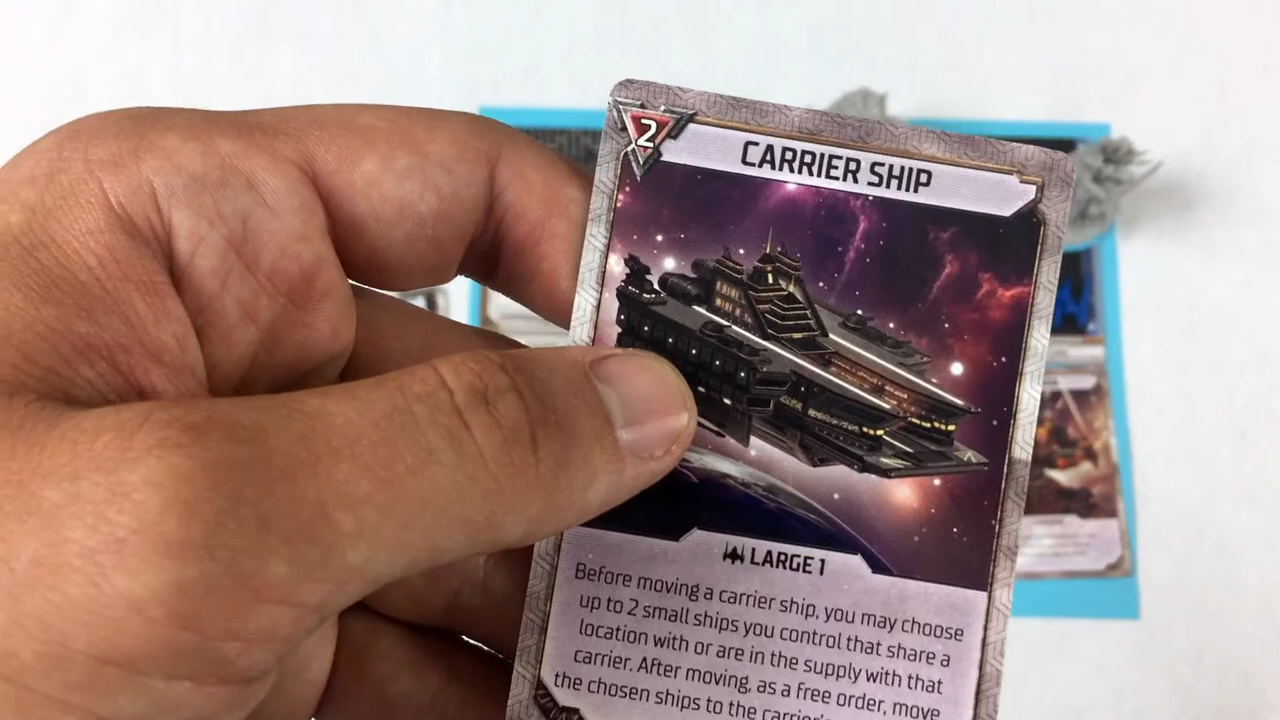 2
CARRIER SHIP
LARGE 1
Before moving a carrier ship, you may choose
up to 2 small ships you control that share a
location with or are in the supply with that
carrier. After moving, as a free order, move
the chosen ships to the carrier's